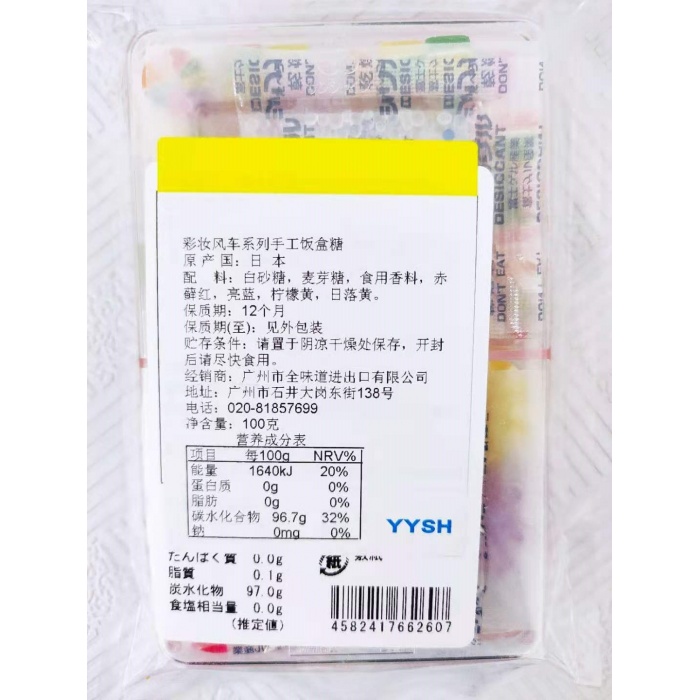 彩妆风车系列手工饭盒糖
原 产 国：日 本
配 料：白砂糖，麦芽糖，食用香料，赤
藓红，亮蓝，柠檬黄，日落黄。
保质期：12个月
保质期(至)：见外包装
贮存条件：请置于阴凉干燥处保存，开封
后请尽快食用。
经销商：广州市全味道进出口有限公司
地址：广州市石井大岗东街138号
电话：020-81857699
净含量：100克
营养成分表
项目 每100g NRV%
能量 1640kJ 20%
蛋白质 0g 0%
脂肪 0g 0%
碳水化合物 96.7g 32%
钠 0mg 0%
YYSH
たんぱく質 0.0g
脂質 0.1g
炭水化物 97.0g
食塩相当量 0.0g
(推定値)
紙
4582417662607
DESICCANT
DON'T EAT